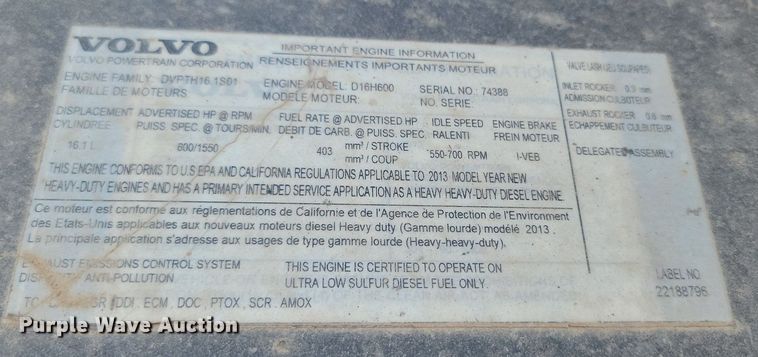 VOLVO
VOLVO POWERTRAIN CORPORATION
IMPORTANT ENGINE INFORMATION
RENSEIGNEMENTS IMPORTANTS MOTEUR
ENGINE FAMILY: DVPTH16.1S01 ENGINE MODEL: D16H600 SERIAL NO.: 74388
FAMILLE DE MOTEURS MODELE MOTEUR: NO. SERIE:
DISPLACEMENT ADVERTISED HP @ RPM FUEL RATE @ ADVERTISED HP IDLE SPEED ENGINE BRAKE
CYLINDREE PUISS. SPEC. @ TOURS/MIN. DEBIT DE CARB. @ PUISS. SPEC. RALENTI FREIN MOTEUR
16.1 L 600/1550 403 mm³ / STROKE 550-700 RPM I-VEB
mm³ / COUP
THIS ENGINE CONFORMS TO U.S EPA AND CALIFORNIA REGULATIONS APPLICABLE TO 2013 MODEL YEAR NEW
HEAVY-DUTY ENGINES AND HAS A PRIMARY INTENDED SERVICE APPLICATION AS A HEAVY HEAVY-DUTY DIESEL ENGINE.
Ce moteur est conforme aux réglementations de Californie et de l'Agence de Protection de l'Environment
des Etats-Unis applicables aux nouveaux moteurs diesel Heavy duty (Gamme lourde) modélé 2013.
La principale application s'adresse aux usages de type gamme lourde (Heavy-heavy-duty).
EXHAUST EMISSIONS CONTROL SYSTEM
ANTI-POLLUTION
THIS ENGINE IS CERTIFIED TO OPERATE ON
ULTRA LOW SULFUR DIESEL FUEL ONLY.
DDI, ECM, DOC, PTOX, SCR, AMOX
VALVE LASH (JEU SOUPAPES)
INLET ROCKER 0.3 mm
ADMISSION CULBUTEUR
EXHAUST ROCKER 0.8 mm
ECHAPPEMENT CULBUTEUR
DELEGATED ASSEMBLY
LABEL NO.
22188796
Purple Wave Auction